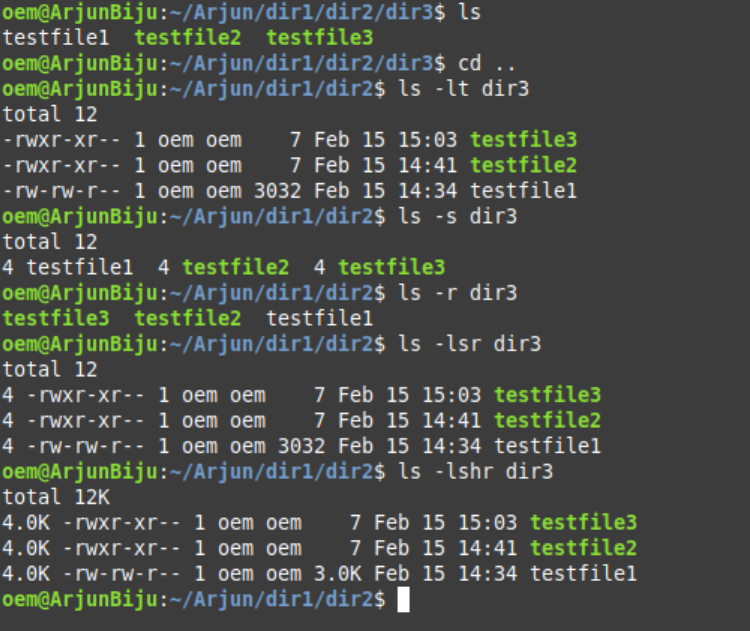 oem@ArjunBiju:~/Arjun/dir1/dir2/dir3$ ls
testfile1  testfile2  testfile3
oem@ArjunBiju:~/Arjun/dir1/dir2/dir3$ cd ..
oem@ArjunBiju:~/Arjun/dir1/dir2$ ls -lt dir3
total 12
-rwxr-xr-- 1 oem oem    7 Feb 15 15:03 testfile3
-rwxr-xr-- 1 oem oem    7 Feb 15 14:41 testfile2
-rw-rw-r-- 1 oem oem 3032 Feb 15 14:34 testfile1
oem@ArjunBiju:~/Arjun/dir1/dir2$ ls -s dir3
total 12
4 testfile1  4 testfile2  4 testfile3
oem@ArjunBiju:~/Arjun/dir1/dir2$ ls -r dir3
testfile3  testfile2  testfile1
oem@ArjunBiju:~/Arjun/dir1/dir2$ ls -lsr dir3
total 12
4 -rwxr-xr-- 1 oem oem    7 Feb 15 15:03 testfile3
4 -rwxr-xr-- 1 oem oem    7 Feb 15 14:41 testfile2
4 -rw-rw-r-- 1 oem oem 3032 Feb 15 14:34 testfile1
oem@ArjunBiju:~/Arjun/dir1/dir2$ ls -lshr dir3
total 12K
4.0K -rwxr-xr-- 1 oem oem    7 Feb 15 15:03 testfile3
4.0K -rwxr-xr-- 1 oem oem    7 Feb 15 14:41 testfile2
4.0K -rw-rw-r-- 1 oem oem 3.0K Feb 15 14:34 testfile1
oem@ArjunBiju:~/Arjun/dir1/dir2$